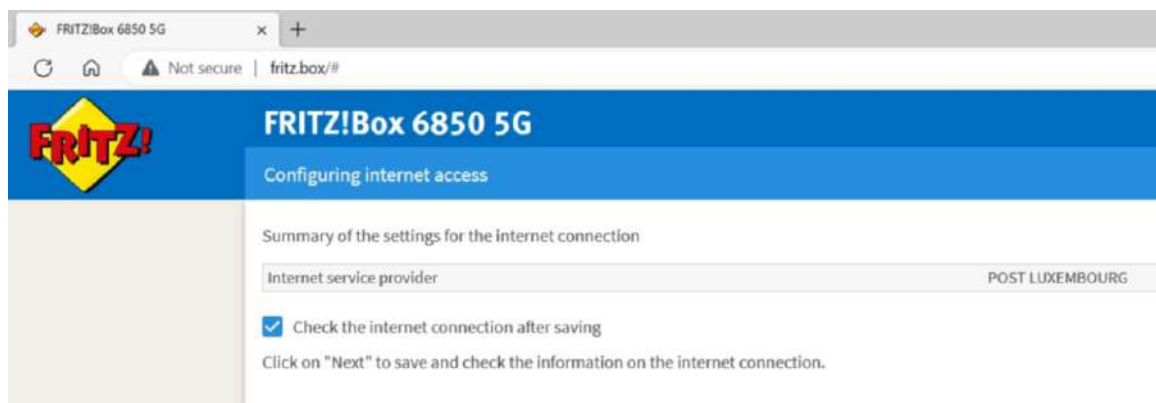 FRITZ!Box 6850 5G
Not secure | fritz.box/#
FRITZ!
FRITZ!Box 6850 5G
Configuring internet access
Summary of the settings for the internet connection
Internet service provider POST LUXEMBOURG
Check the internet connection after saving
Click on "Next" to save and check the information on the internet connection.